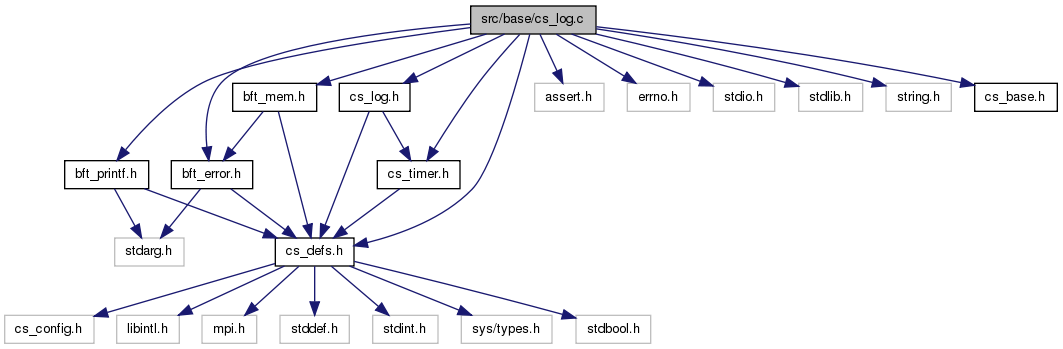 src/base/cs_log.c
bft_mem.h
cs_log.h
assert.h
errno.h
stdio.h
stdlib.h
string.h
cs_base.h
bft_printf.h
bft_error.h
cs_timer.h
stdarg.h
cs_defs.h
cs_config.h
libintl.h
mpi.h
stddef.h
stdint.h
sys/types.h
stdbool.h